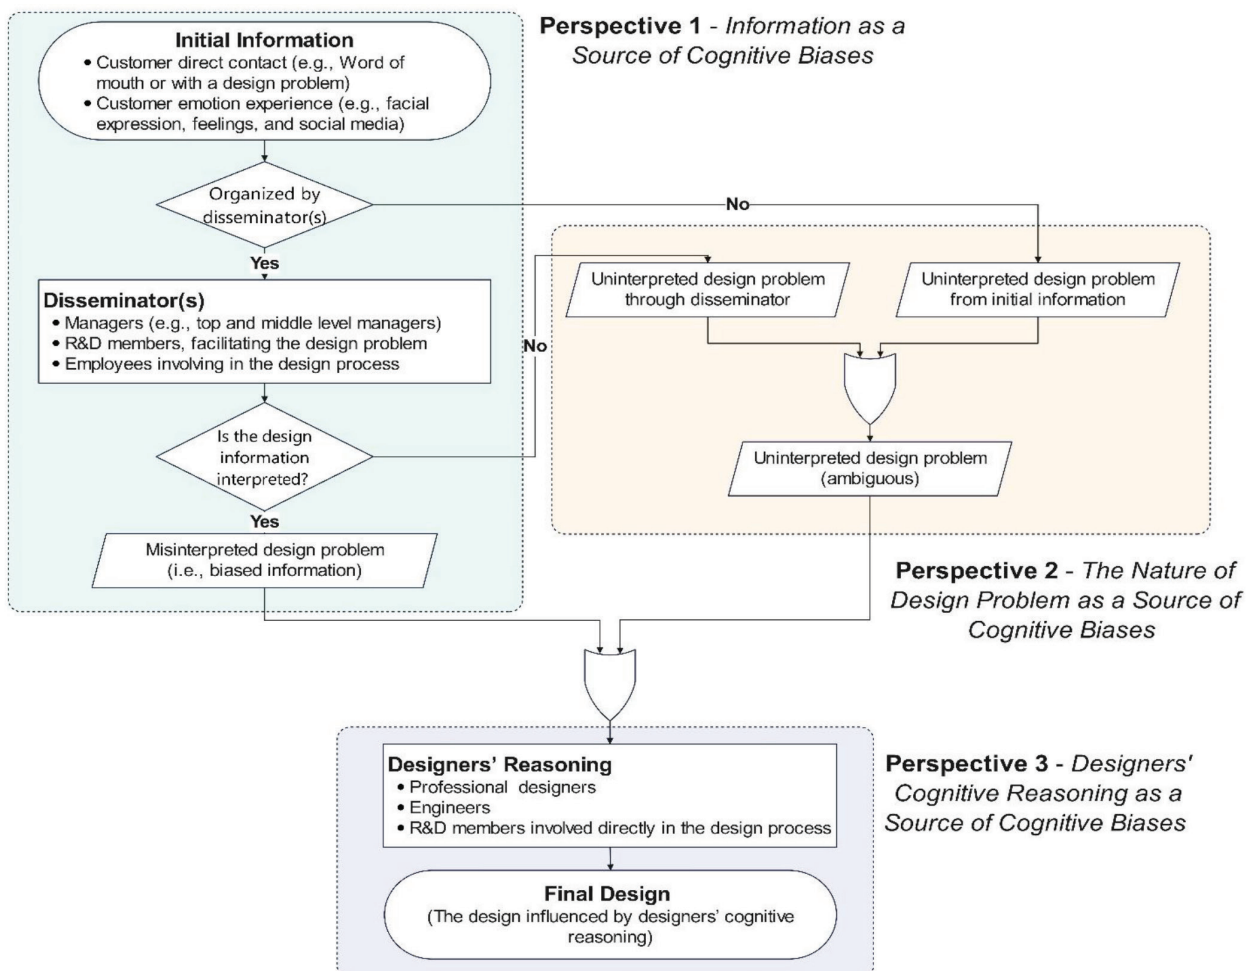 Perspective 1 - Information as a
Source of Cognitive Biases
Initial Information
• Customer direct contact (e.g., Word of
mouth or with a design problem)
• Customer emotion experience (e.g., facial
expression, feelings, and social media)
Organized by
disseminator(s)
No
Yes
Disseminator(s)
• Managers (e.g., top and middle level managers)
• R&D members, facilitating the design problem
• Employees involving in the design process
No
Uninterpreted design problem
through disseminator
Uninterpreted design problem
from initial information
Is the design
information
interpreted?
Uninterpreted design problem
(ambiguous)
Yes
Misinterpreted design problem
(i.e., biased information)
Perspective 2 - The Nature of
Design Problem as a Source of
Cognitive Biases
Designers' Reasoning
• Professional designers
• Engineers
• R&D members involved directly in the design process
Perspective 3 - Designers'
Cognitive Reasoning as a
Source of Cognitive Biases
Final Design
(The design influenced by designers' cognitive
reasoning)